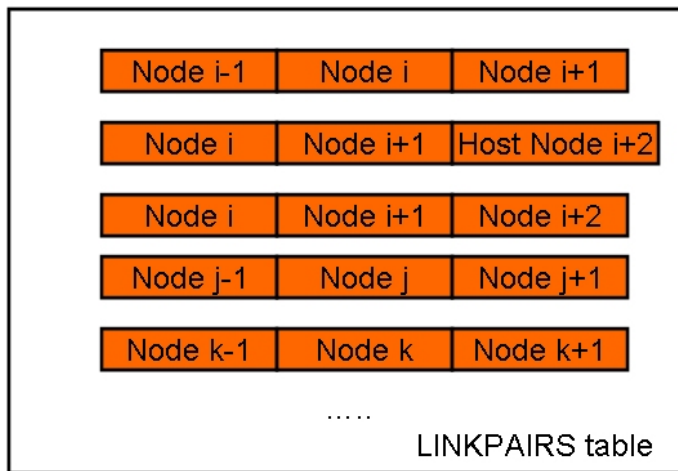 Node i-1 Node i Node i+1
Node i Node i+1 Host Node i+2
Node i Node i+1 Node i+2
Node j-1 Node j Node j+1
Node k-1 Node k Node k+1
.....
LINKPAIRS table